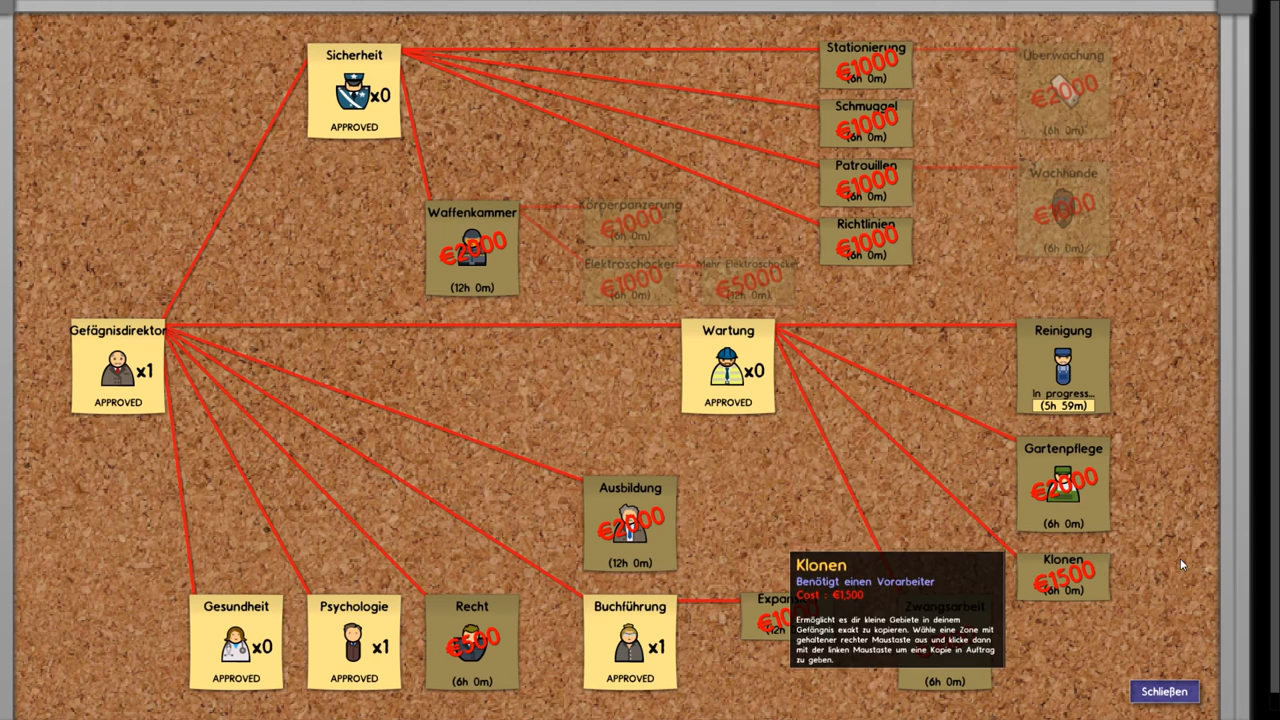 Sicherheit
x0
APPROVED
Stationierung
€1000
(6h 0m)
Überwachung
€2000
(6h 0m)
Schmuggel
€1000
(6h 0m)
Patrouillen
€1000
(6h 0m)
Wachhunde
(6h 0m)
Richtlinien
€1000
(6h 0m)
Waffenkammer
€2000
(12h 0m)
Körperpanzerung
€1000
(6h 0m)
Elektroschocker
€1000
(6h 0m)
Mehr Elektroschocker
€5000
(12h 0m)
Gefägnisdirektor
x1
APPROVED
Wartung
x0
APPROVED
Reinigung
In progress...
(5h 59m)
Gartenpflege
€2000
(6h 0m)
Ausbildung
€2000
(12h 0m)
Klonen
€1500
(6h 0m)
Gesundheit
x0
APPROVED
Psychologie
x1
APPROVED
Recht
€500
(6h 0m)
Buchführung
x1
APPROVED
Klonen
Benötigt einen Vorarbeiter
Cost : €1,500
Ermöglicht es dir kleine Gebiete in deinem
Gefängnis exakt zu kopieren. Wähle eine Zone mit
gehaltener rechter Maustaste aus und klicke dann
mit der linken Maustaste um eine Kopie in Auftrag
zu geben.
Zwangsarbeit
(6h 0m)
Schließen